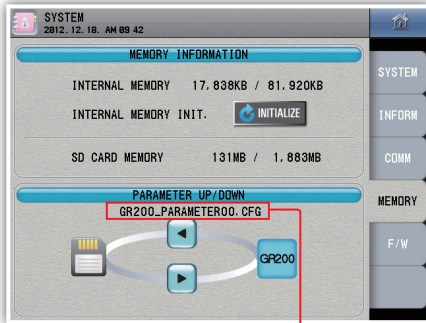 SYSTEM
2012. 12. 18. AM 09 42
MEMORY INFORMATION
INTERNAL MEMORY 17, 838KB / 81, 920KB
INTERNAL MEMORY INIT. INITIALIZE
SD CARD MEMORY 131MB / 1, 883MB
PARAMETER UP/DOWN
GR200_PARAMETER00. CFG
GR200
SYSTEM
INFORM
COMM
MEMORY
F/W